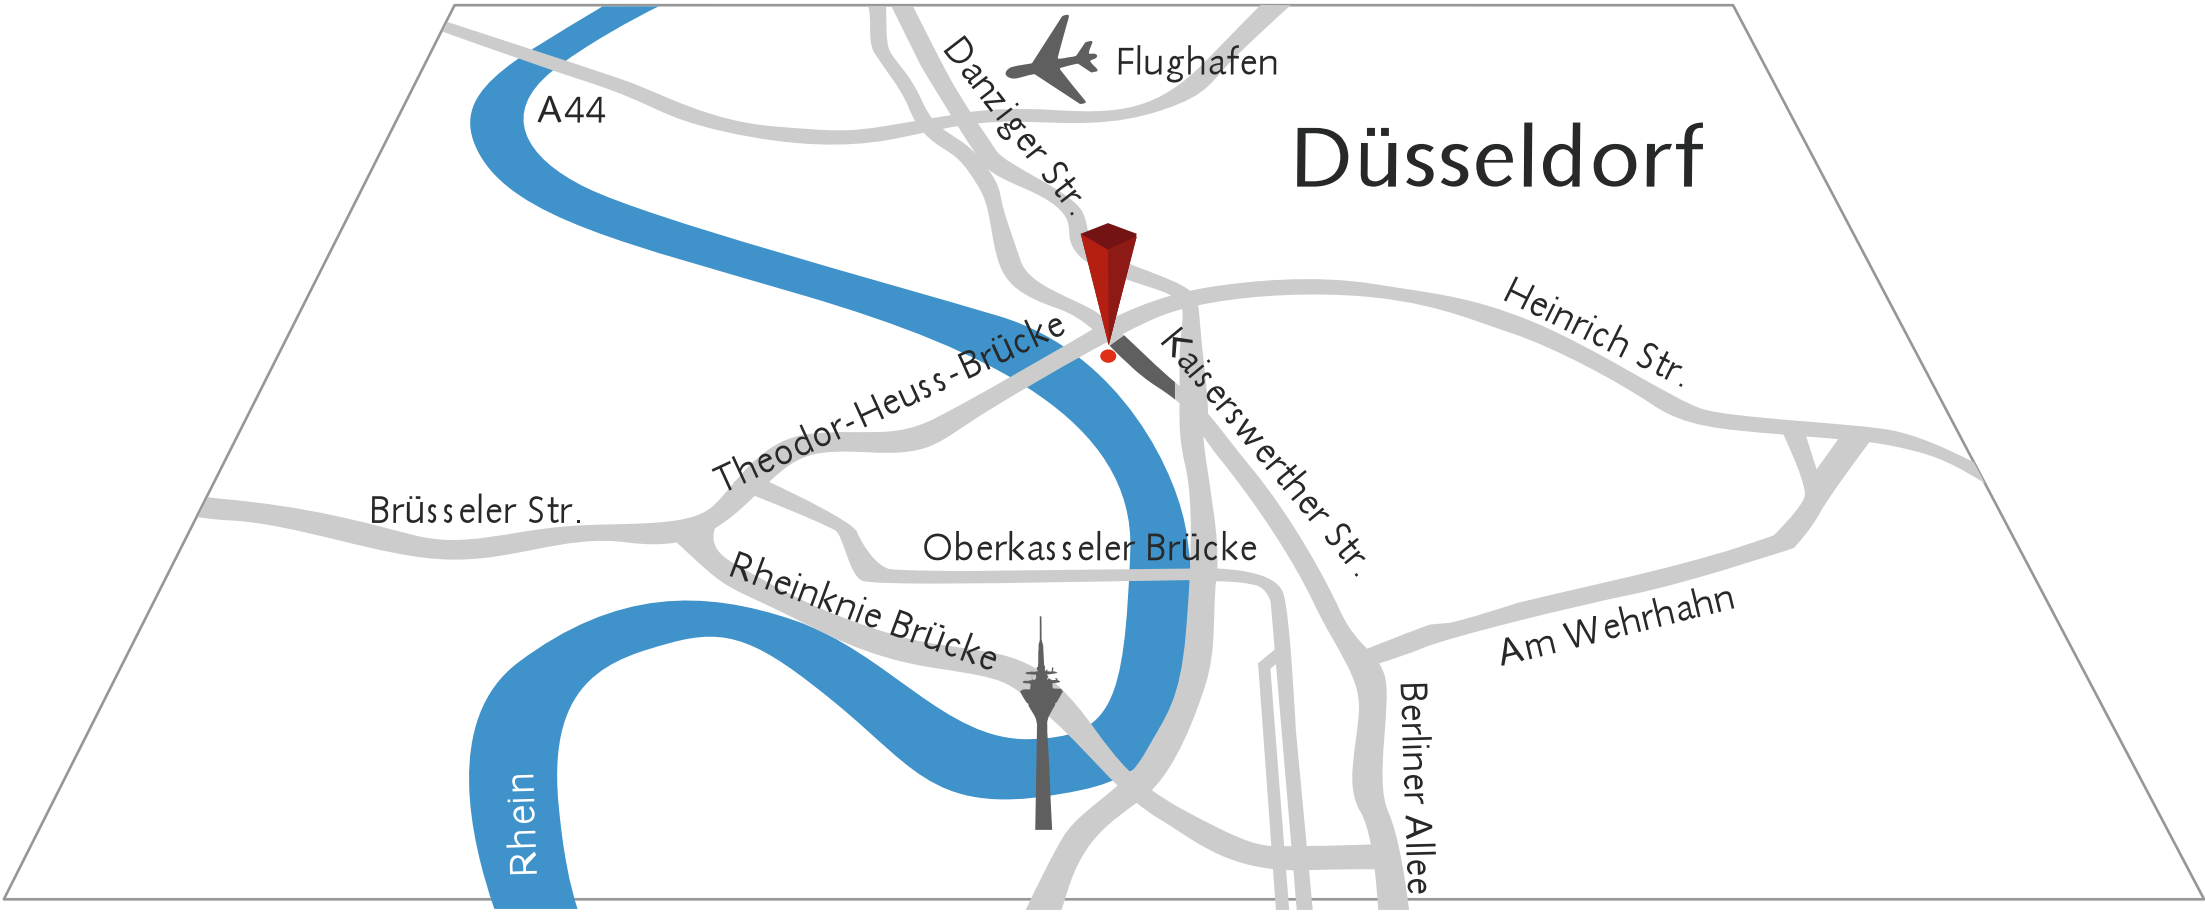 Danziger Str.
Flughafen
A44
Düsseldorf
Heinrich Str.
Theodor-Heuss-Brücke
Kaiserswerther Str.
Brüsseler Str.
Oberkasseler Brücke
Rheinknie Brücke
Am Wehrhahn
Berliner Allee
Rhein